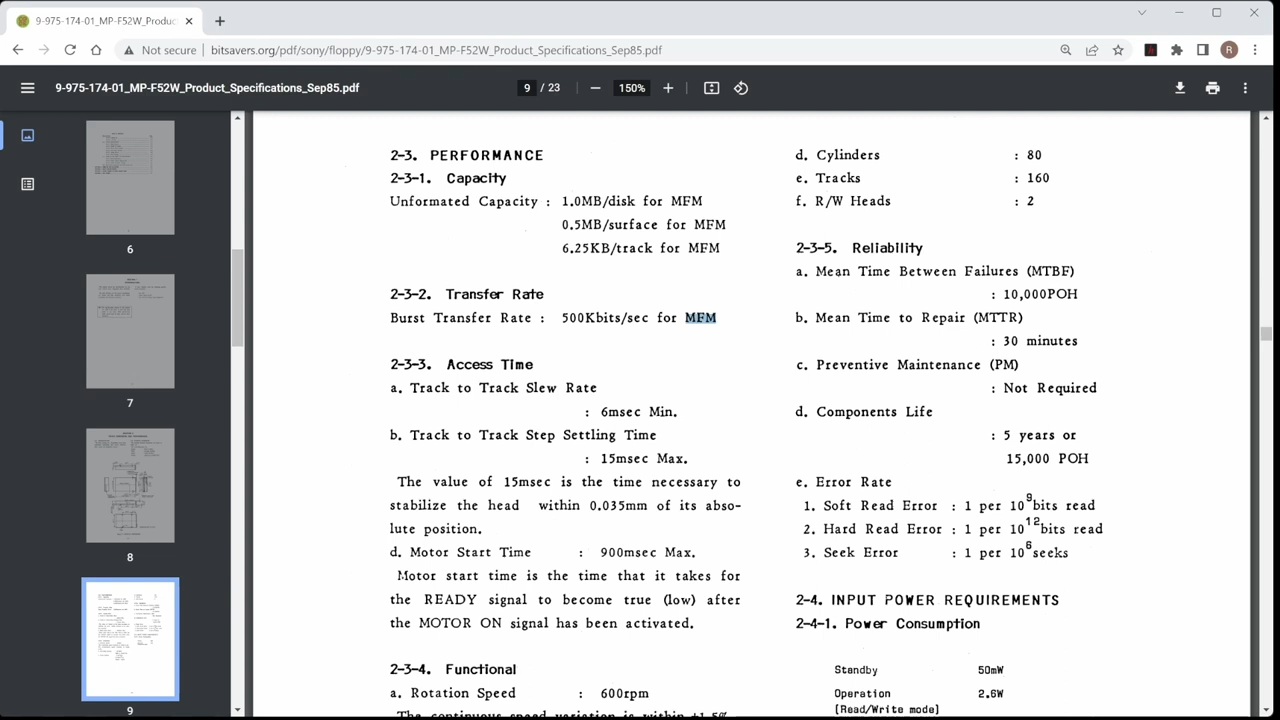 9-975-174-01_MP-F52W_Produc
Not secure
bitsavers.org/pdf/sony/floppy/9-975-174-01_MP-F52W_Product_Specifications_Sep85.pdf
R
9-975-174-01_MP-F52W_Product_Specifications_Sep85.pdf
9 / 23
150%
6
7
8
9
2-3. PERFORMANCE
2-3-1. Capacity
Unformated Capacity : 1.0MB/disk for MFM
0.5MB/surface for MFM
6.25KB/track for MFM
2-3-2. Transfer Rate
Burst Transfer Rate : 500Kbits/sec for MFM
2-3-3. Access Time
a. Track to Track Slew Rate
: 6msec Min.
b. Track to Track Step Settling Time
: 15msec Max.
The value of 15msec is the time necessary to
stabilize the head within 0.035mm of its abso-
lute position.
d. Motor Start Time : 900msec Max.
Motor start time is the time that it takes for
the READY signal to become true (low) after
the MOTOR ON signal has been activated.
2-3-4. Functional
a. Rotation Speed : 600rpm
The continuous speed variation is within ±1.5%
d. Cylinders : 80
e. Tracks : 160
f. R/W Heads : 2
2-3-5. Reliability
a. Mean Time Between Failures (MTBF)
: 10,000POH
b. Mean Time to Repair (MTTR)
: 30 minutes
c. Preventive Maintenance (PM)
: Not Required
d. Components Life
: 5 years or
15,000 POH
e. Error Rate
1. Soft Read Error : 1 per 10⁹bits read
2. Hard Read Error : 1 per 10¹²bits read
3. Seek Error : 1 per 10⁶seeks
2-4. INPUT POWER REQUIREMENTS
2-4-1. Power Consumption
Standby 50mW
Operation 2.6W
[Read/Write mode]